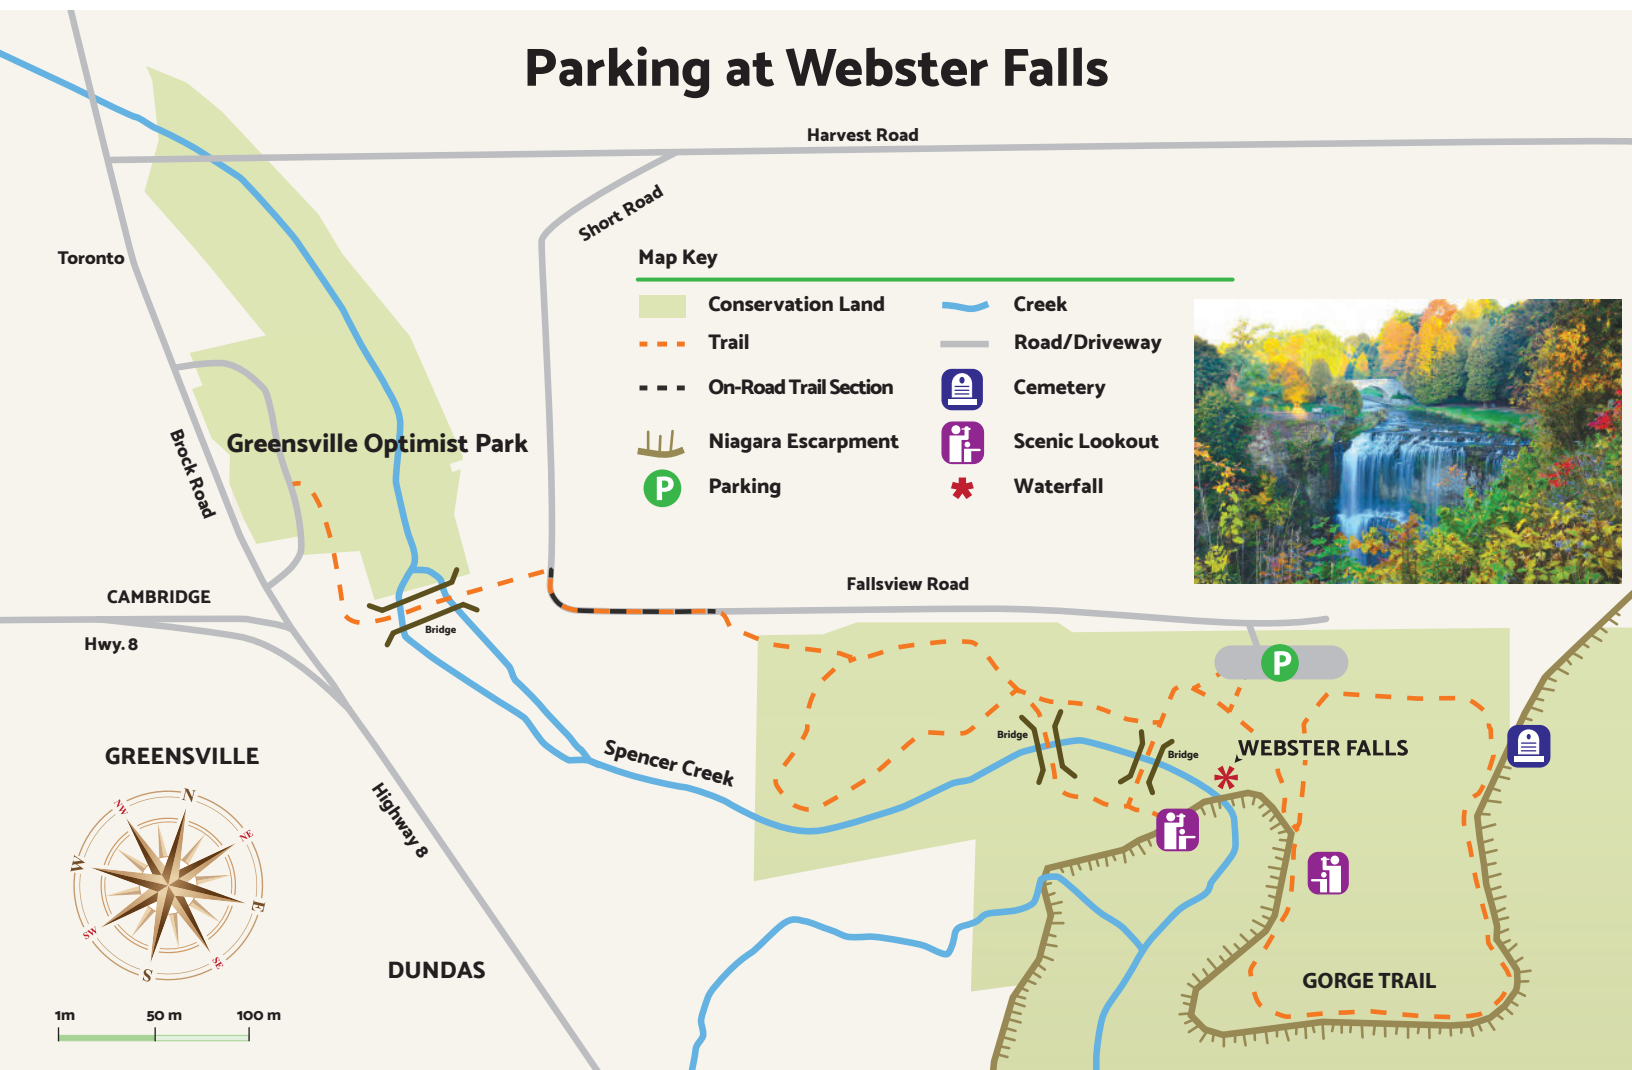 Parking at Webster Falls
Harvest Road
Short Road
Toronto
Map Key
Conservation Land
Creek
Trail
Road/Driveway
On-Road Trail Section
Cemetery
Niagara Escarpment
Scenic Lookout
P
Parking
Waterfall
Greensville Optimist Park
Brock Road
Fallsview Road
CAMBRIDGE
Bridge
Hwy. 8
P
Bridge
Bridge
WEBSTER FALLS
Spencer Creek
GREENSVILLE
Highway 8
N
NE
E
SE
S
SW
W
NW
DUNDAS
GORGE TRAIL
1m
50 m
100 m